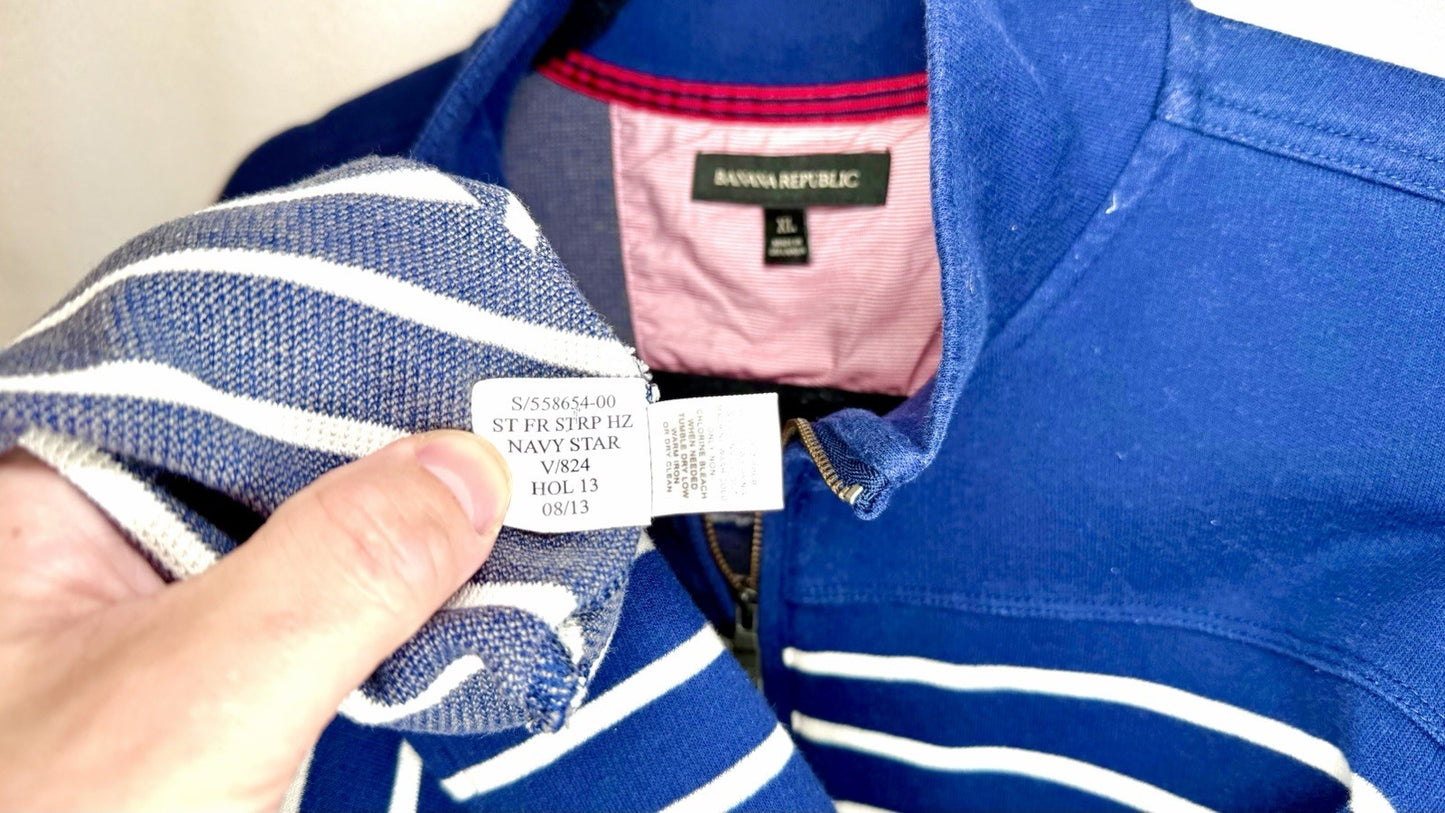 BANANA REPUBLIC
XL
S/558654-00
ST FR STRP HZ
NAVY STAR
V/824
HOL 13
08/13
CHLORINE BLEACH
WHEN NEEDED
TUMBLE DRY LOW
WARM IRON
OR DRY CLEAN